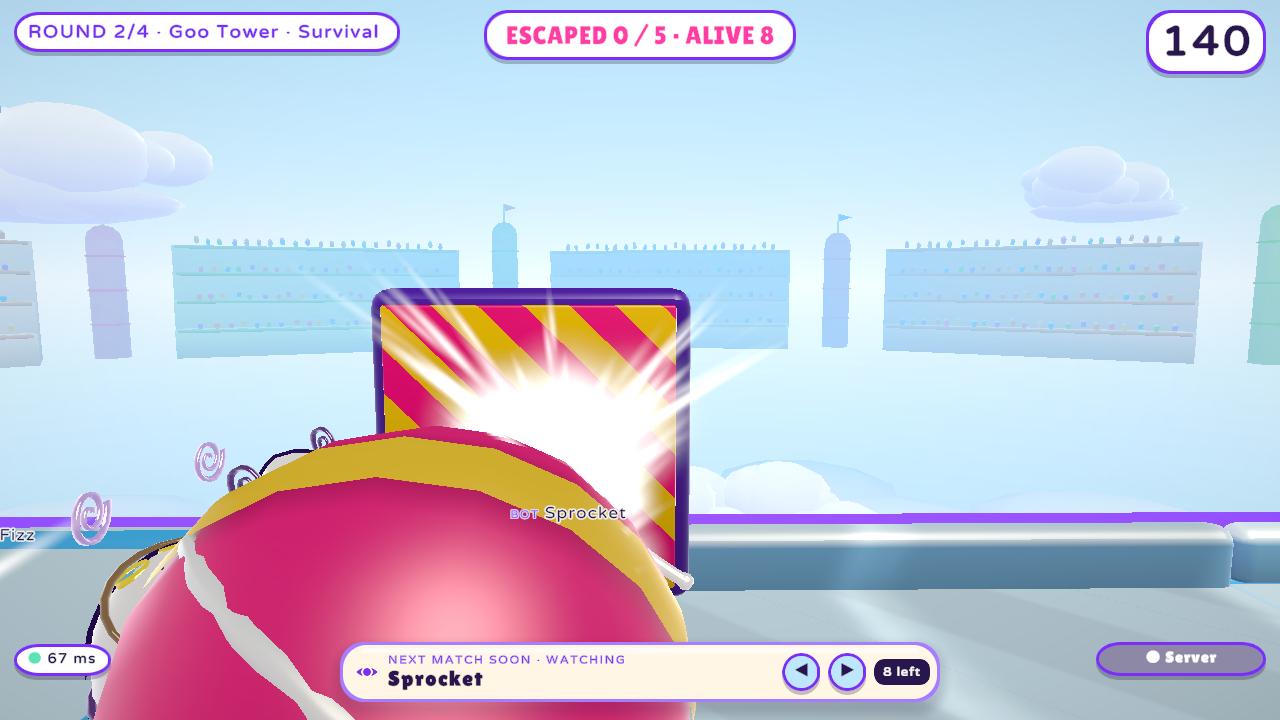 ROUND 2/4 · Goo Tower · Survival
ESCAPED 0 / 5 · ALIVE 8
140
BOT Sprocket
Fizz
67 ms
NEXT MATCH SOON · WATCHING
Sprocket
8 left
Server